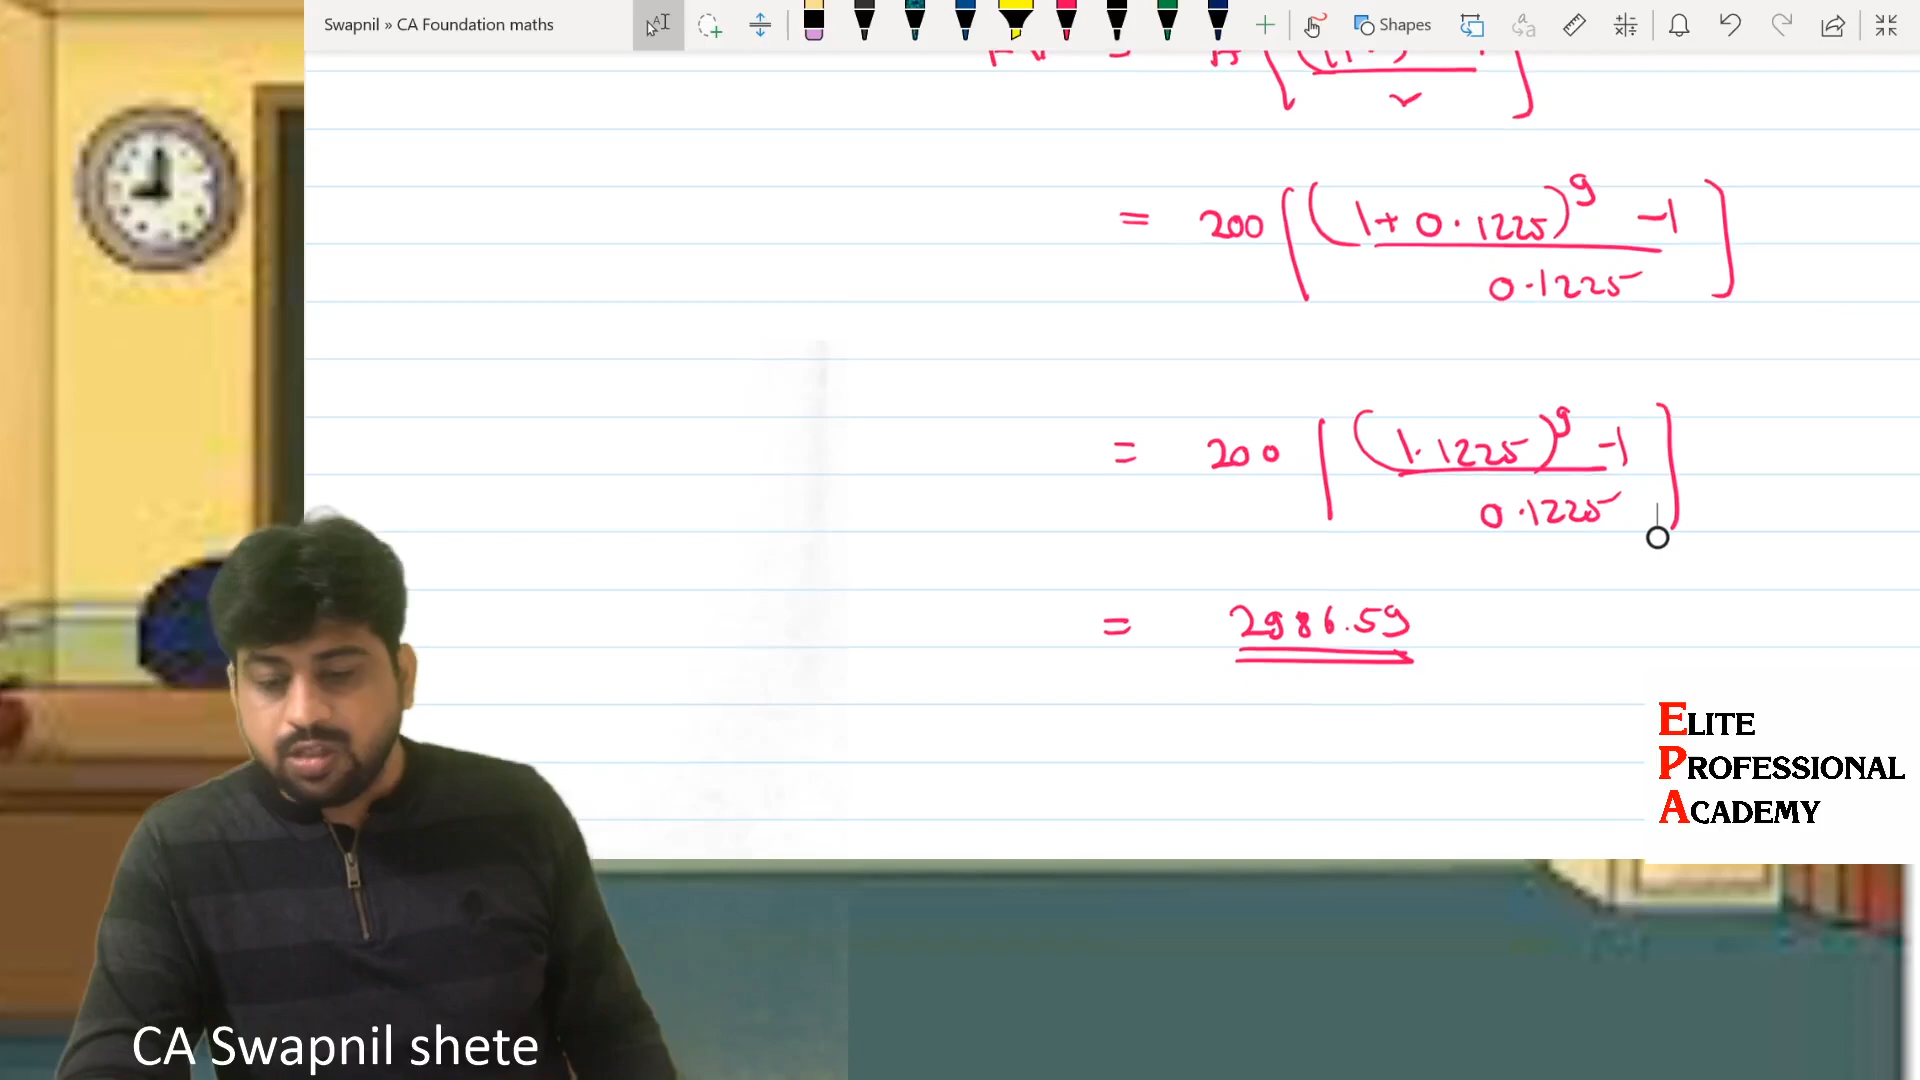 Swapnil » CA Foundation maths
Shapes
= 200 [ (1+0.1225)^9 -1 / 0.1225 ]
= 200 [ (1.1225)^9 -1 / 0.1225 ]
= 2986.59
ELITE
PROFESSIONAL
ACADEMY
CA Swapnil shete